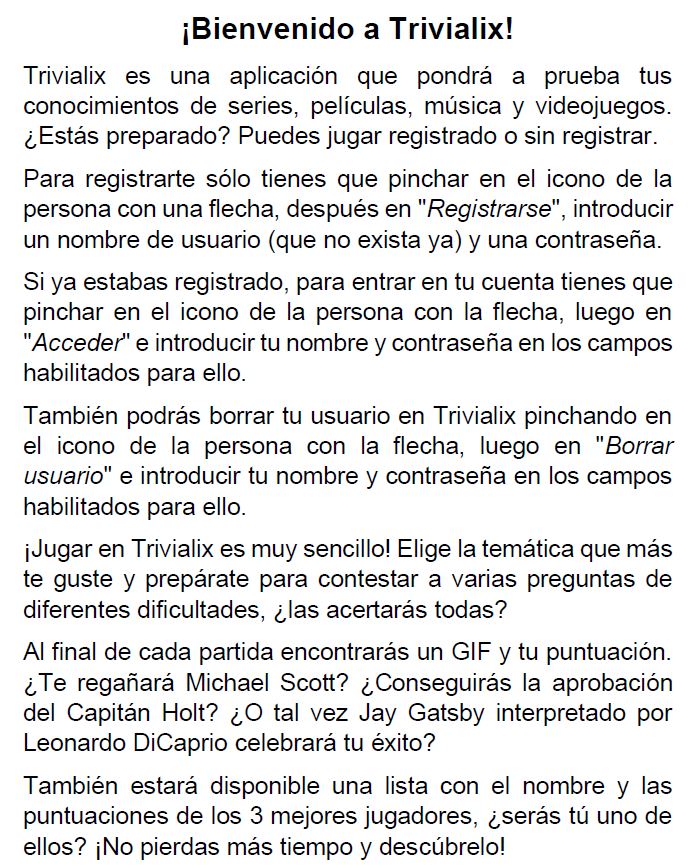 ¡Bienvenido a Trivialix!
Trivialix es una aplicación que pondrá a prueba tus
conocimientos de series, películas, música y videojuegos.
¿Estás preparado? Puedes jugar registrado o sin registrar.
Para registrarte sólo tienes que pinchar en el icono de la
persona con una flecha, después en "Registrarse", introducir
un nombre de usuario (que no exista ya) y una contraseña.
Si ya estabas registrado, para entrar en tu cuenta tienes que
pinchar en el icono de la persona con la flecha, luego en
"Acceder" e introducir tu nombre y contraseña en los campos
habilitados para ello.
También podrás borrar tu usuario en Trivialix pinchando en
el icono de la persona con la flecha, luego en "Borrar
usuario" e introducir tu nombre y contraseña en los campos
habilitados para ello.
¡Jugar en Trivialix es muy sencillo! Elige la temática que más
te guste y prepárate para contestar a varias preguntas de
diferentes dificultades, ¿las acertarás todas?
Al final de cada partida encontrarás un GIF y tu puntuación.
¿Te regañará Michael Scott? ¿Conseguirás la aprobación
del Capitán Holt? ¿O tal vez Jay Gatsby interpretado por
Leonardo DiCaprio celebrará tu éxito?
También estará disponible una lista con el nombre y las
puntuaciones de los 3 mejores jugadores, ¿serás tú uno de
ellos? ¡No pierdas más tiempo y descúbrelo!